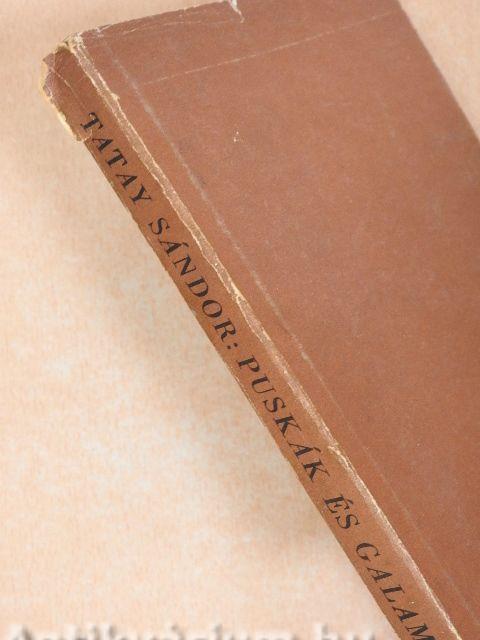 TATAY SÁNDOR: PUSKÁK ÉS GALAM